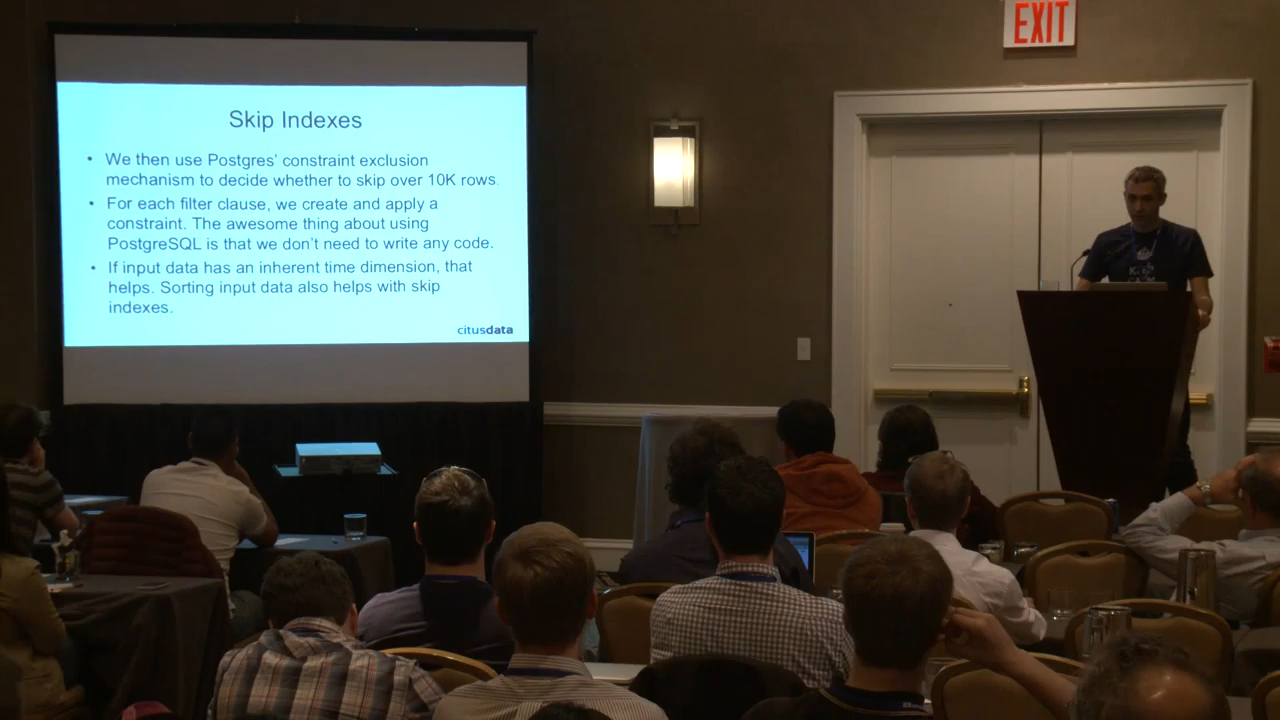 EXIT
Skip Indexes
• We then use Postgres' constraint exclusion
mechanism to decide whether to skip over 10K rows.
• For each filter clause, we create and apply a
constraint. The awesome thing about using
PostgreSQL is that we don't need to write any code.
• If input data has an inherent time dimension, that
helps. Sorting input data also helps with skip
indexes.
citusdata